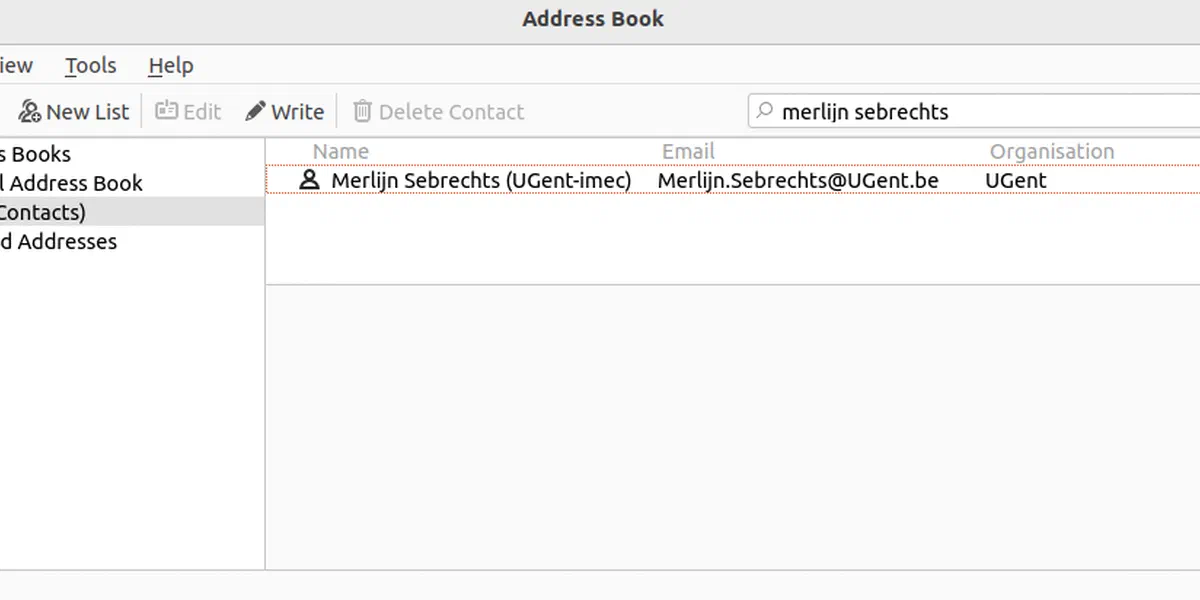 Address Book
iew Tools Help
New List Edit Write Delete Contact merlijn sebrechts
s Books
l Address Book
Contacts)
d Addresses
Name Email Organisation
Merlijn Sebrechts (UGent-imec) Merlijn.Sebrechts@UGent.be UGent